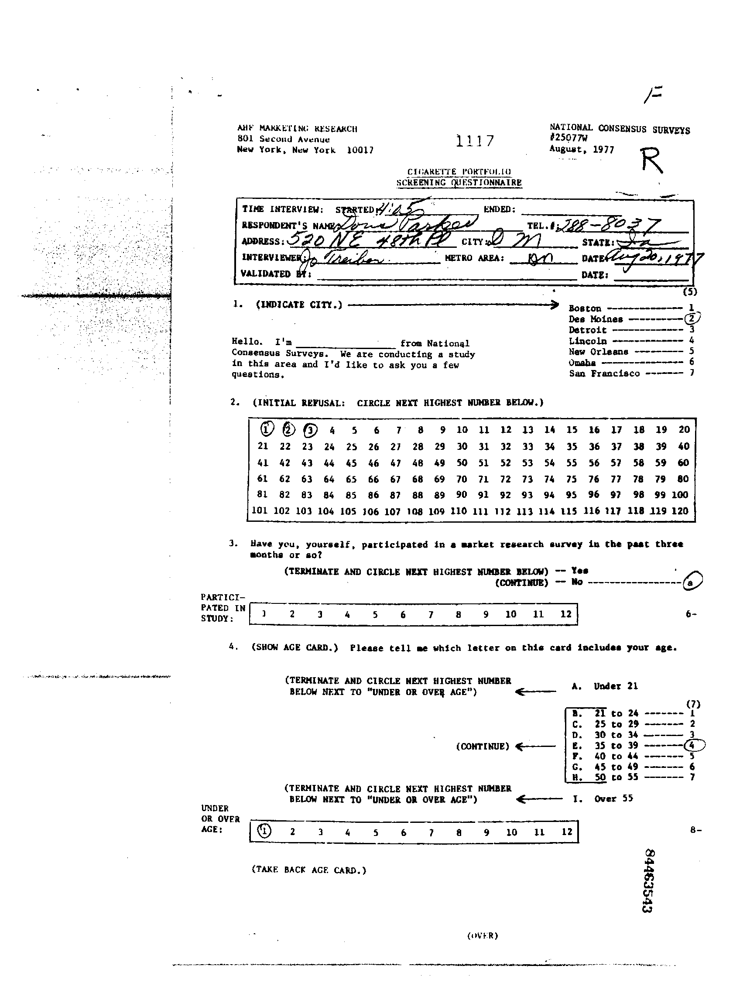 F
AHF MARKETING RESEARCH
801 Second Avenue
New York, New York 10017
1117
NATIONAL CONSENSUS SURVEYS
#25077W
August, 1977
R
CIGARETTE PORTFOLIO
SCREENING QUESTIONNAIRE
TIME INTERVIEW: STARTED: 4:25 ENDED:
RESPONDENT'S NAME: Parker TEL.#: 288-8037
ADDRESS: 520 NE 48th Pl CITY: D M STATE: Ia
INTERVIEWER: Jo Treiber METRO AREA: DM DATE: Aug 20, 1977
VALIDATED BY: DATE:
(5)
1. (INDICATE CITY.)
Boston ---------- 1
Des Moines --------- 2
Detroit ---------- 3
Lincoln ---------- 4
New Orleans ------- 5
Omaha ------------ 6
San Francisco ------- 7
Hello. I'm ____________ from National
Consensus Surveys. We are conducting a study
in this area and I'd like to ask you a few
questions.
2. (INITIAL REFUSAL: CIRCLE NEXT HIGHEST NUMBER BELOW.)
1 2 3 4 5 6 7 8 9 10 11 12 13 14 15 16 17 18 19 20
21 22 23 24 25 26 27 28 29 30 31 32 33 34 35 36 37 38 39 40
41 42 43 44 45 46 47 48 49 50 51 52 53 54 55 56 57 58 59 60
61 62 63 64 65 66 67 68 69 70 71 72 73 74 75 76 77 78 79 80
81 82 83 84 85 86 87 88 89 90 91 92 93 94 95 96 97 98 99 100
101 102 103 104 105 106 107 108 109 110 111 112 113 114 115 116 117 118 119 120
3. Have you, yourself, participated in a market research survey in the past three
months or so?
(TERMINATE AND CIRCLE NEXT HIGHEST NUMBER BELOW) -- Yes
(CONTINUE) -- No ---------------- a
PARTICI-
PATED IN
STUDY: 1 2 3 4 5 6 7 8 9 10 11 12 6-
4. (SHOW AGE CARD.) Please tell me which letter on this card includes your age.
(TERMINATE AND CIRCLE NEXT HIGHEST NUMBER
BELOW NEXT TO "UNDER OR OVER AGE") A. Under 21
(7)
B. 21 to 24 ------- 1
C. 25 to 29 ------- 2
D. 30 to 34 ------- 3
(CONTINUE) E. 35 to 39 ------- 4
F. 40 to 44 ------- 5
G. 45 to 49 ------- 6
H. 50 to 55 ------- 7
(TERMINATE AND CIRCLE NEXT HIGHEST NUMBER
BELOW NEXT TO "UNDER OR OVER AGE") I. Over 55
UNDER
OR OVER
AGE: 1 2 3 4 5 6 7 8 9 10 11 12 8-
(TAKE BACK AGE CARD.)
84463543
(OVER)